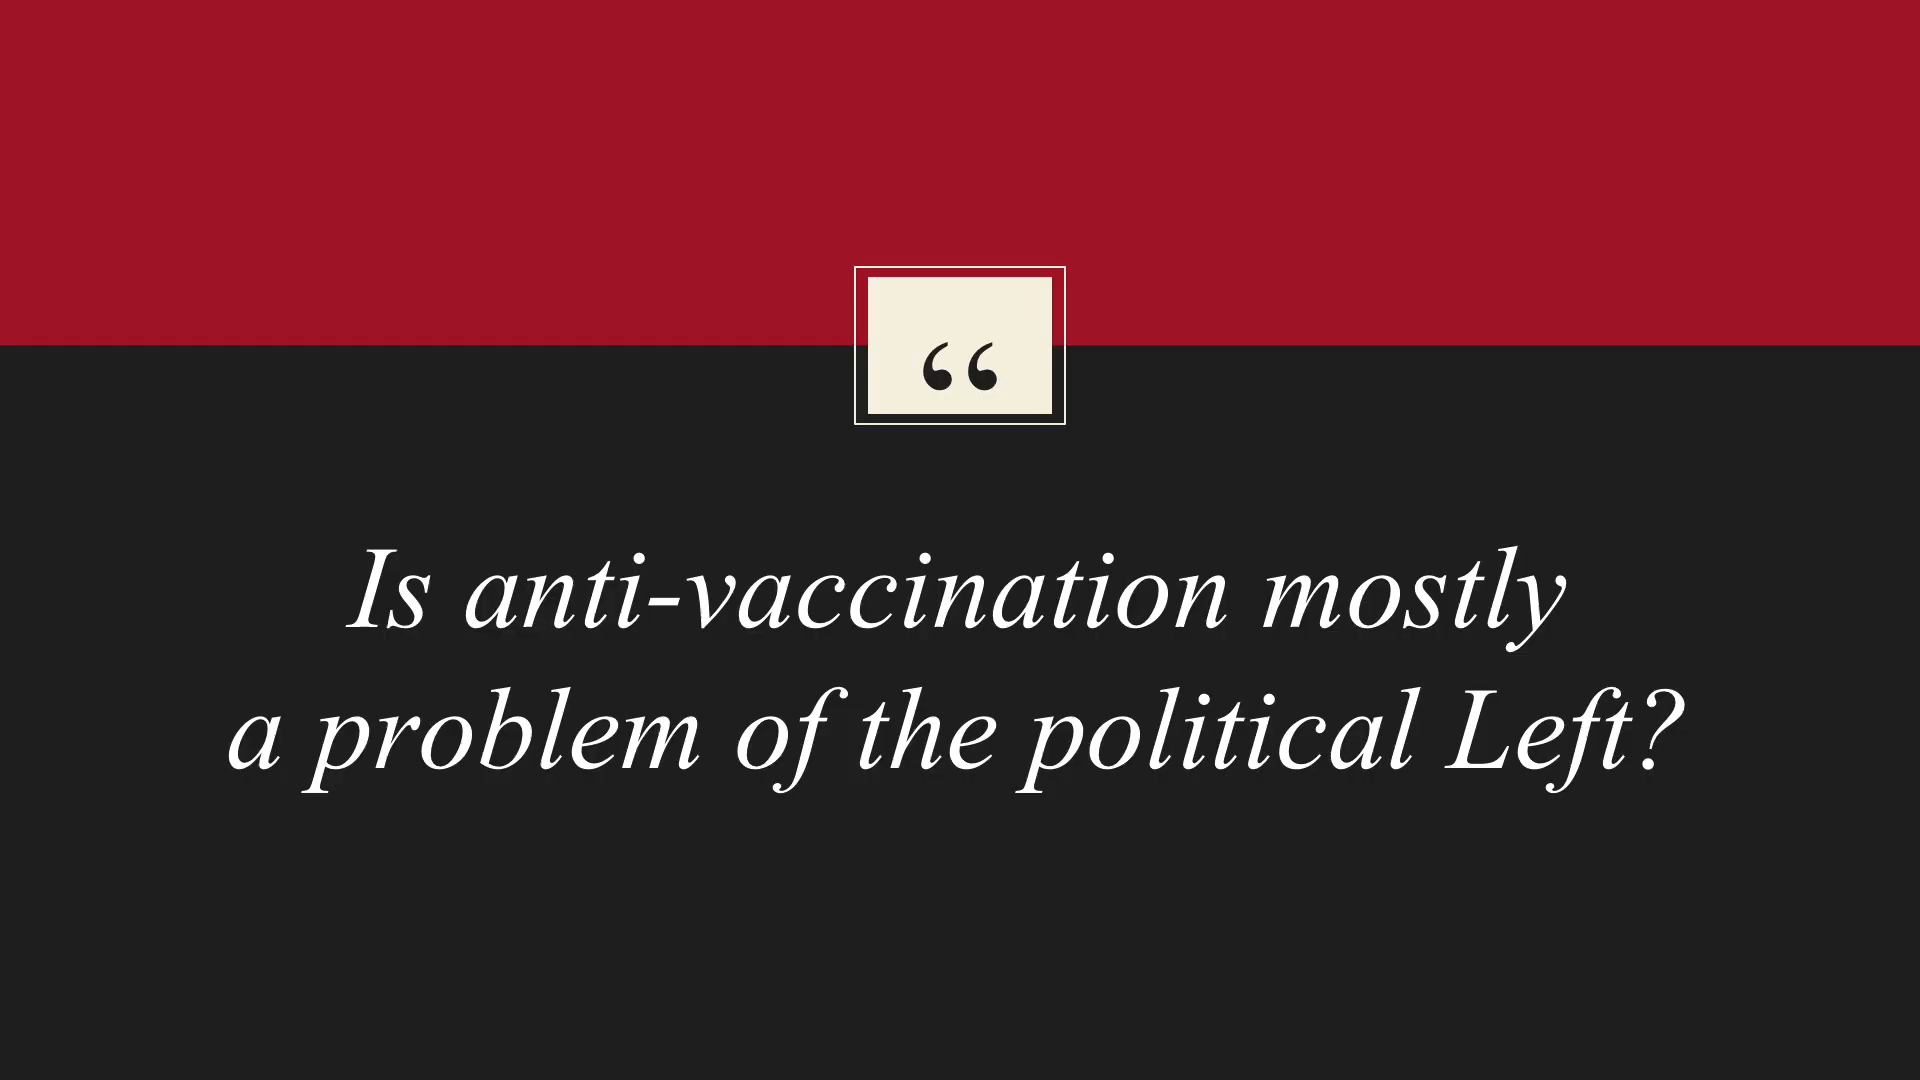 “
Is anti-vaccination mostly
a problem of the political Left?